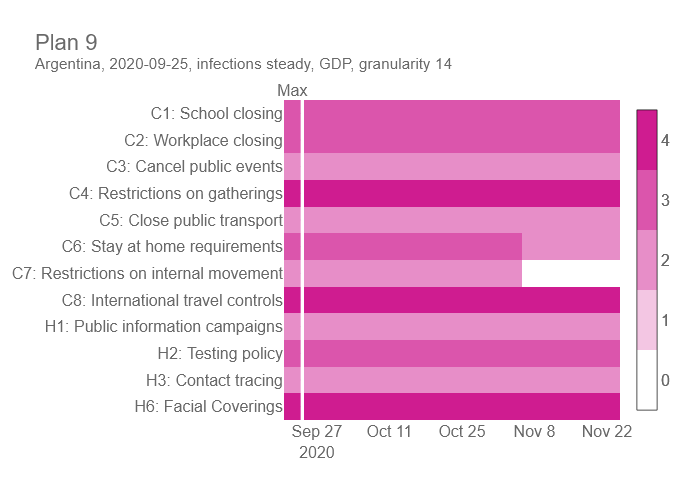 Plan 9
Argentina, 2020-09-25, infections steady, GDP, granularity 14
Max
C1: School closing
C2: Workplace closing
C3: Cancel public events
C4: Restrictions on gatherings
C5: Close public transport
C6: Stay at home requirements
C7: Restrictions on internal movement
C8: International travel controls
H1: Public information campaigns
H2: Testing policy
H3: Contact tracing
H6: Facial Coverings
4
3
2
1
0
Sep 27 Oct 11 Oct 25 Nov 8 Nov 22
2020